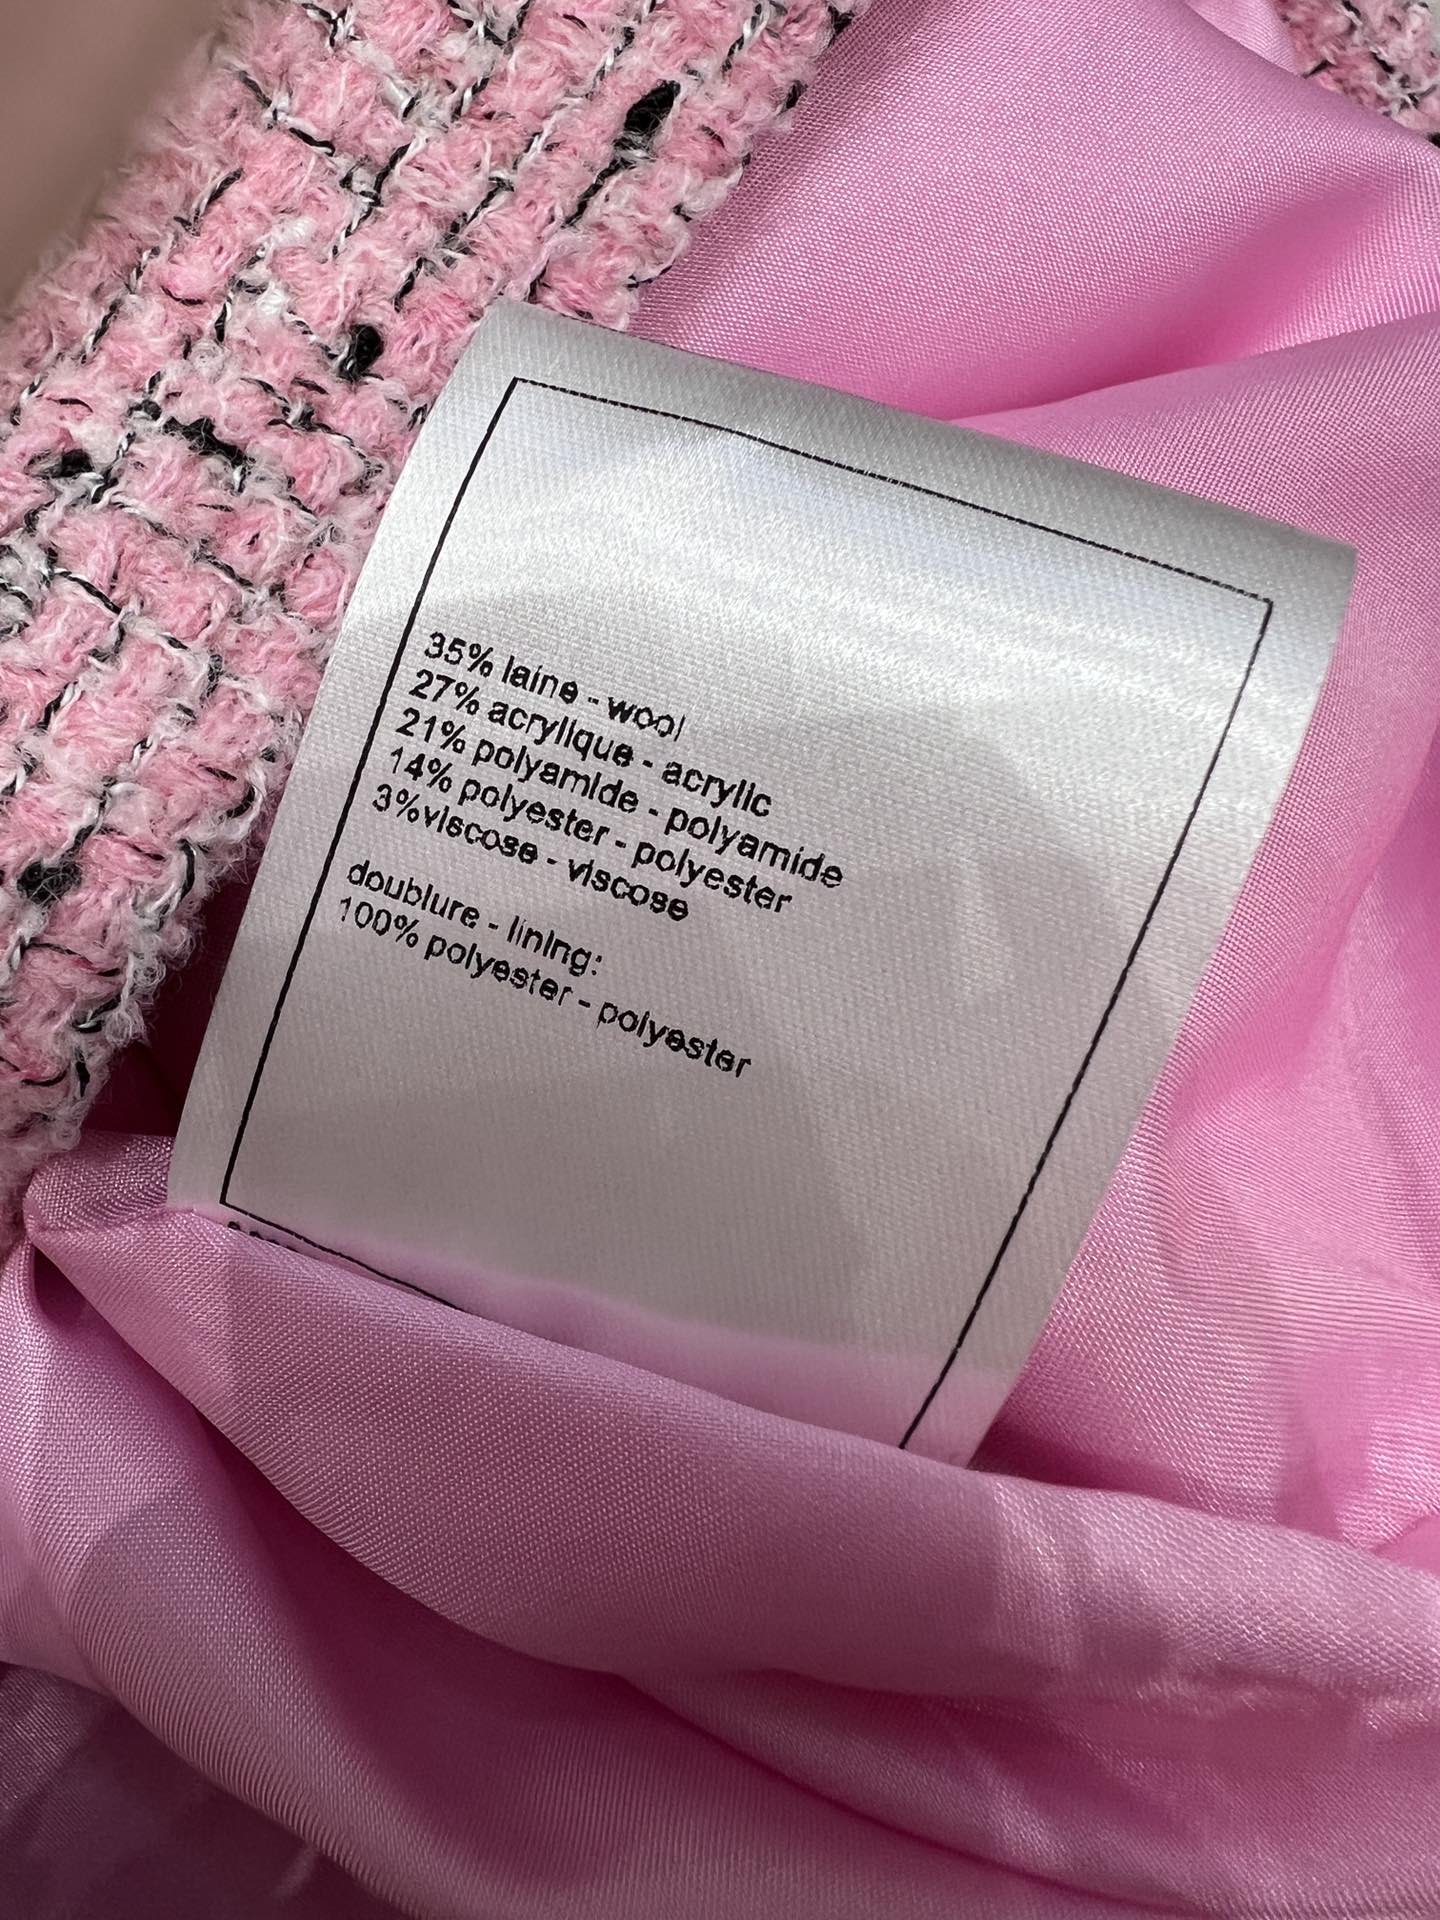 35% laine - wool
27% acrylique - acrylic
21% polyamide - polyamide
14% polyester - polyester
3%viscose - viscose
doublure - lining:
100% polyester - polyester